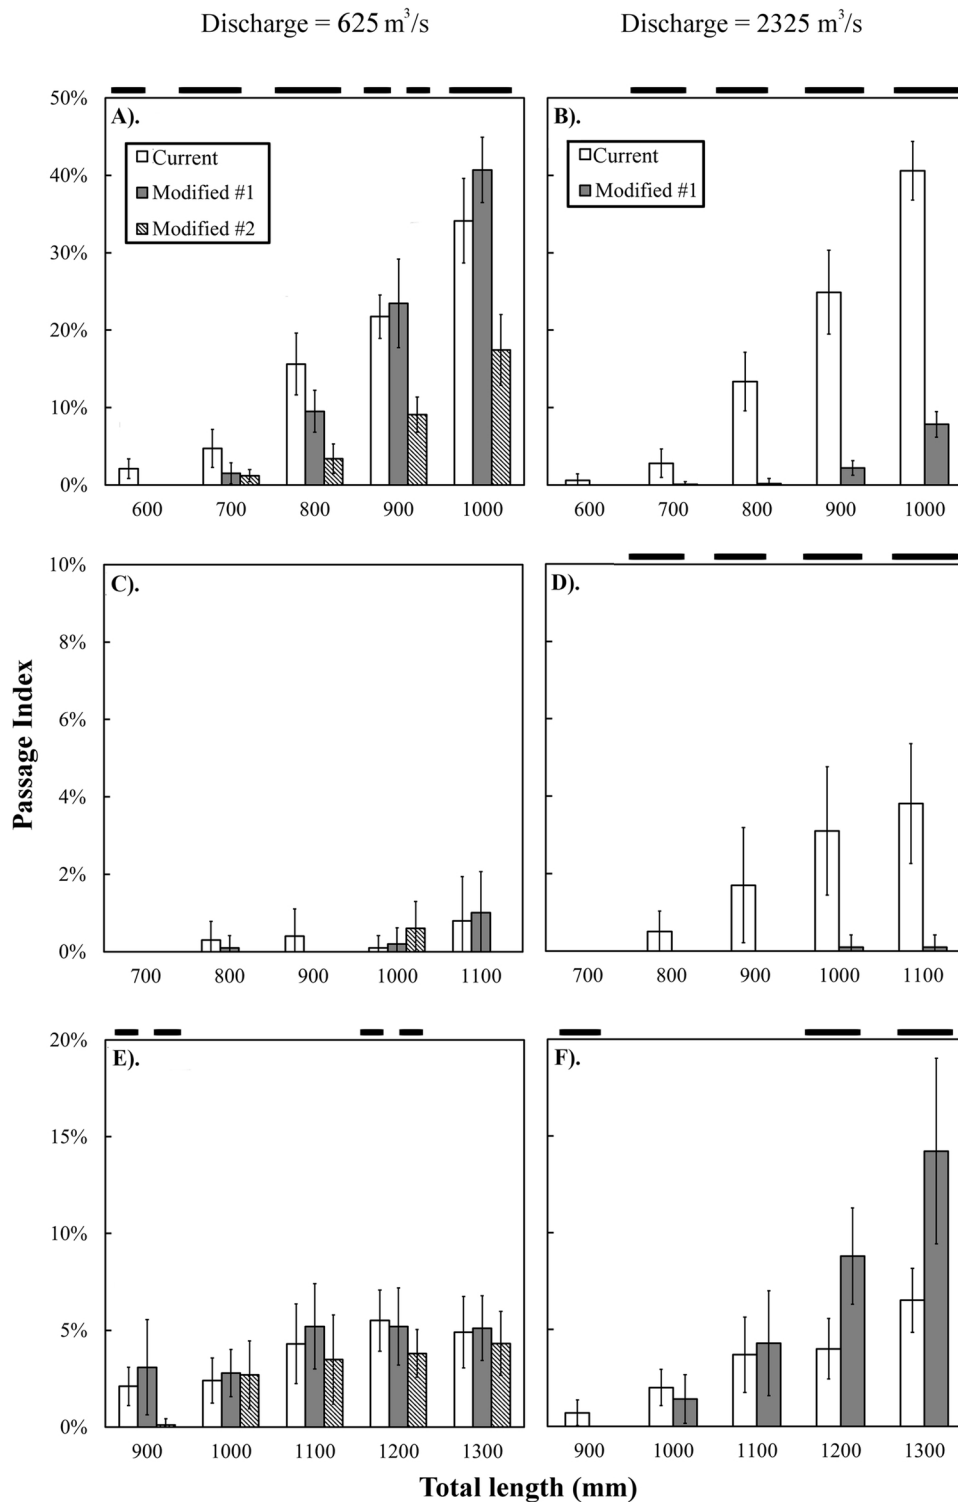 Discharge = 625 m³/s
Discharge = 2325 m³/s
50%
40%
30%
20%
10%
0%
A).
Current
Modified #1
Modified #2
600 700 800 900 1000
B).
Current
Modified #1
600 700 800 900 1000
Passage Index
10%
8%
6%
4%
2%
0%
C).
700 800 900 1000 1100
D).
700 800 900 1000 1100
20%
15%
10%
5%
0%
E).
900 1000 1100 1200 1300
F).
900 1000 1100 1200 1300
Total length (mm)